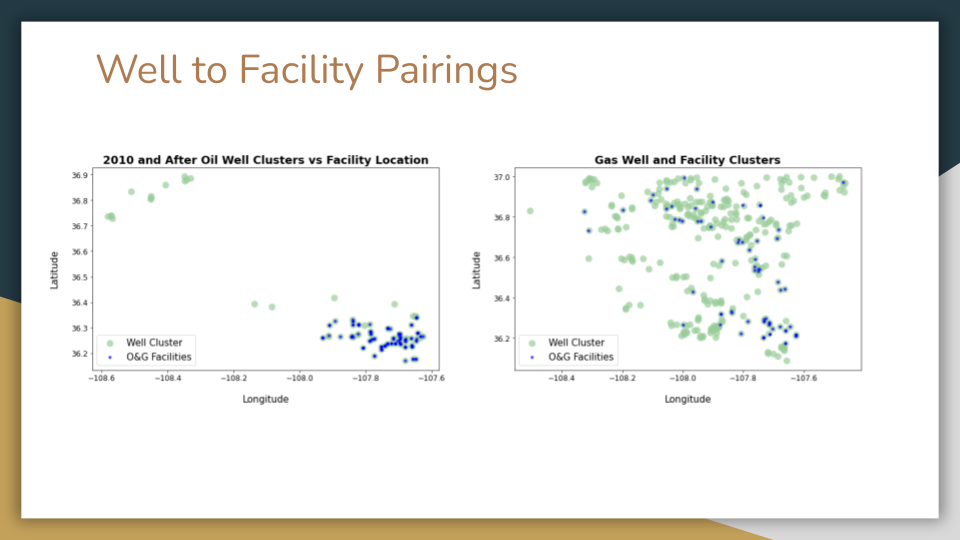 Well to Facility Pairings
2010 and After Oil Well Clusters vs Facility Location
36.9
36.8
36.7
36.6
36.5
36.4
36.3
36.2
Latitude
Well Cluster
O&G Facilities
−108.6 −108.4 −108.2 −108.0 −107.8 −107.6
Longitude
Gas Well and Facility Clusters
37.0
36.8
36.6
36.4
36.2
Latitude
Well Cluster
O&G Facilities
−108.4 −108.2 −108.0 −107.8 −107.6
Longitude